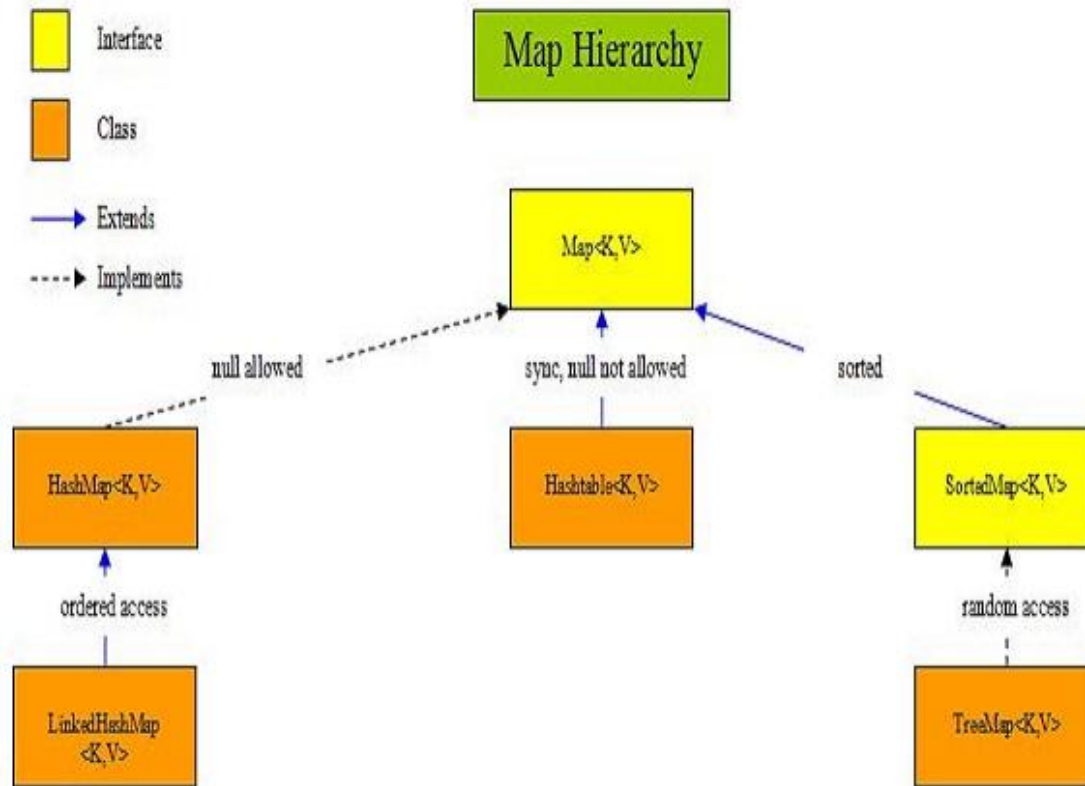 Interface
Map Hierarchy
Class
Extends
Map<K,V>
Implements
null allowed
sync, null not allowed
sorted
HashMap<K,V>
Hashtable<K,V>
SortedMap<K,V>
ordered access
random access
LinkedHashMap
<K,V>
TreeMap<K,V>